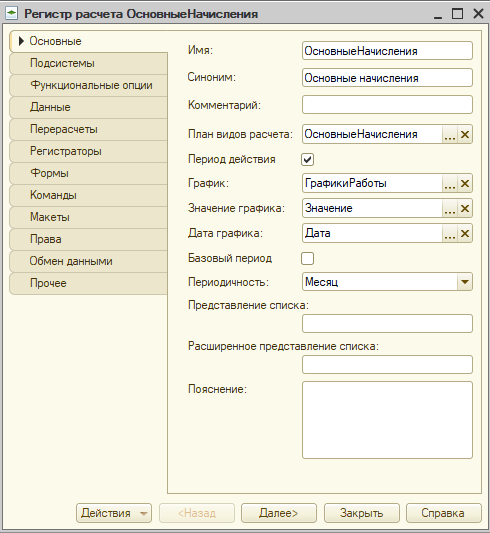 Регистр расчета ОсновныеНачисления
Основные
Подсистемы
Функциональные опции
Данные
Перерасчеты
Регистраторы
Формы
Команды
Макеты
Права
Обмен данными
Прочее
Имя: ОсновныеНачисления
Синоним: Основные начисления
Комментарий:
План видов расчета: ОсновныеНачисления ...
Период действия
График: ГрафикиРаботы ...
Значение графика: Значение ...
Дата графика: Дата ...
Базовый период
Периодичность: Месяц
Представление списка:
Расширенное представление списка:
Пояснение:
Действия <Назад Далее> Закрыть Справка